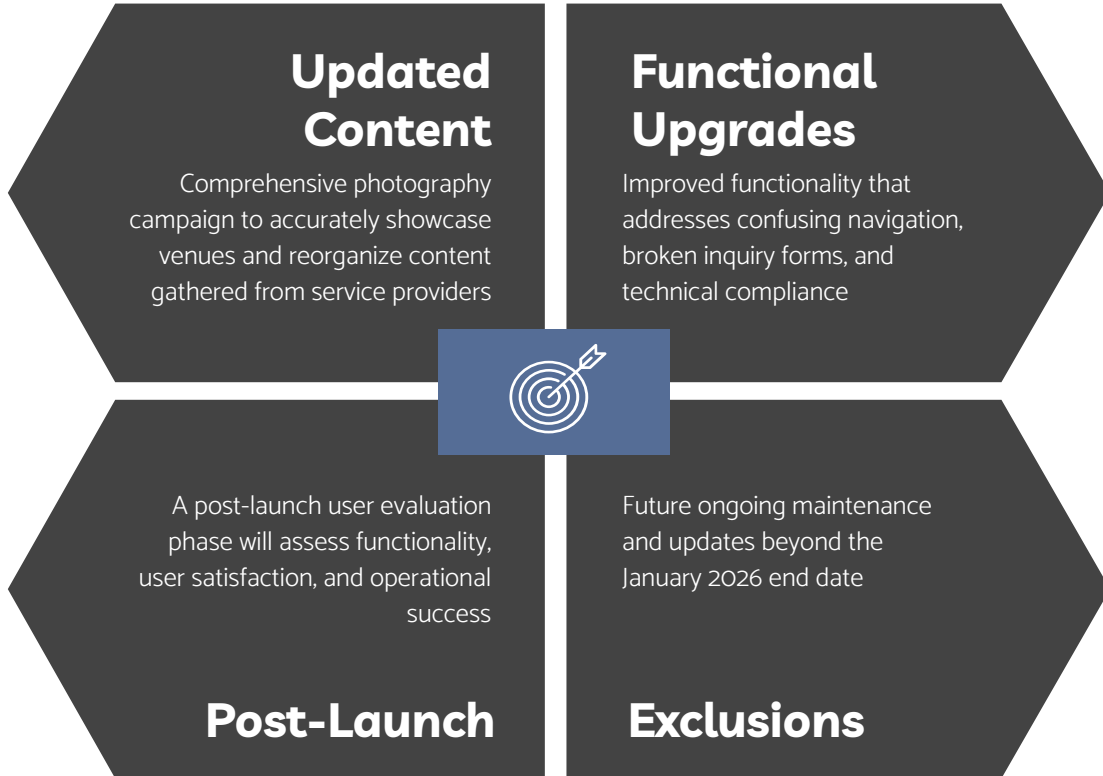 Updated
Content
Comprehensive photography
campaign to accurately showcase
venues and reorganize content
gathered from service providers
Functional
Upgrades
Improved functionality that
addresses confusing navigation,
broken inquiry forms, and
technical compliance
A post-launch user evaluation
phase will assess functionality,
user satisfaction, and operational
success
Post-Launch
Future ongoing maintenance
and updates beyond the
January 2026 end date
Exclusions